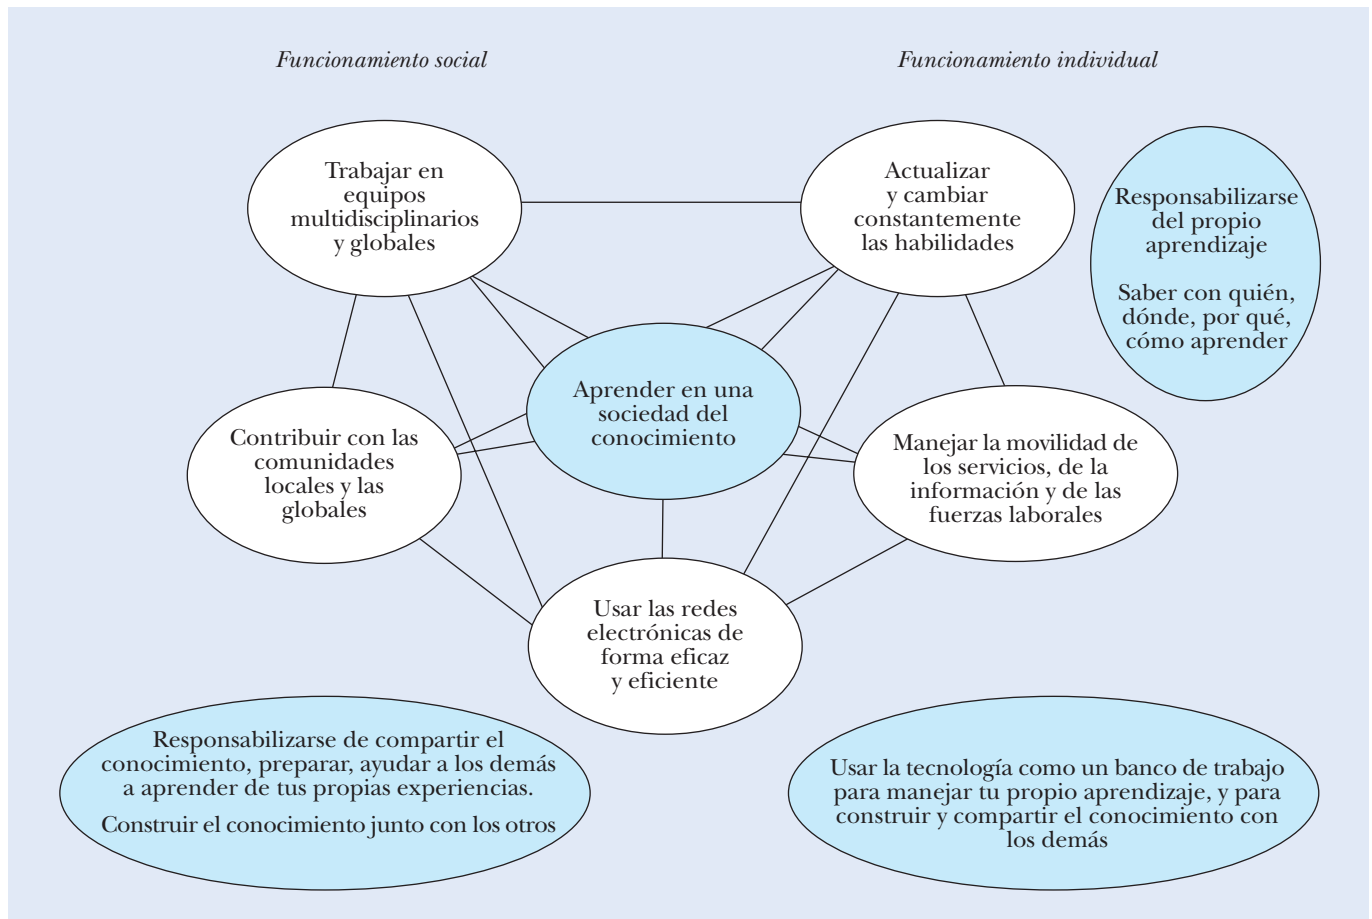 Funcionamiento social
Funcionamiento individual
Trabajar en
equipos
multidisciplinarios
y globales
Actualizar
y cambiar
constantemente
las habilidades
Responsabilizarse
del propio
aprendizaje
Saber con quién,
dónde, por qué,
cómo aprender
Aprender en una
sociedad del
conocimiento
Contribuir con las
comunidades
locales y las
globales
Manejar la movilidad de
los servicios, de la
información y de las
fuerzas laborales
Usar las redes
electrónicas de
forma eficaz
y eficiente
Responsabilizarse de compartir el
conocimiento, preparar, ayudar a los demás
a aprender de tus propias experiencias.
Construir el conocimiento junto con los otros
Usar la tecnología como un banco de trabajo
para manejar tu propio aprendizaje, y para
construir y compartir el conocimiento con
los demás